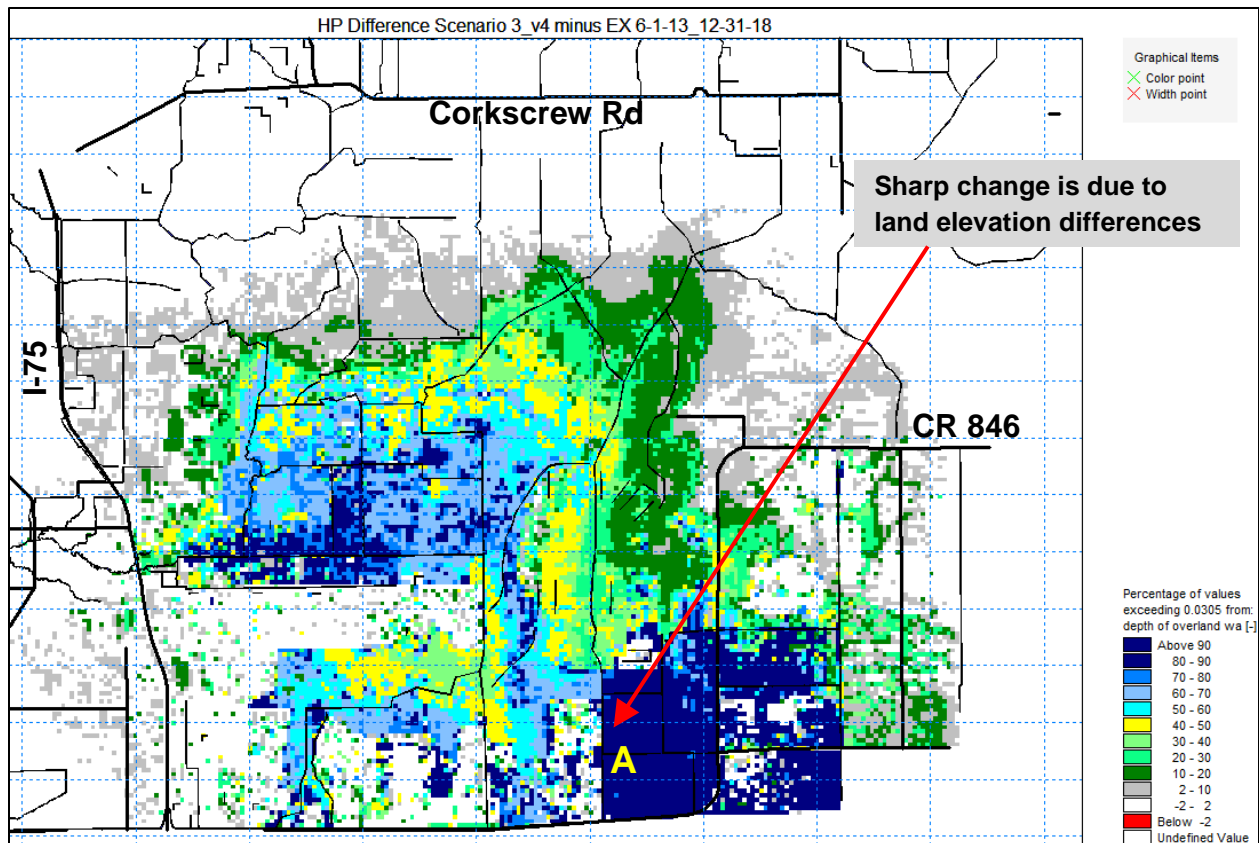 HP Difference Scenario 3_v4 minus EX 6-1-13_12-31-18
Graphical Items
Color point
Width point
Corkscrew Rd
Sharp change is due to
land elevation differences
I-75
CR 846
A
Percentage of values
exceeding 0.0305 from:
depth of overland wa [-]
Above 90
80 - 90
70 - 80
60 - 70
50 - 60
40 - 50
30 - 40
20 - 30
10 - 20
2 - 10
-2 - 2
Below -2
Undefined Value